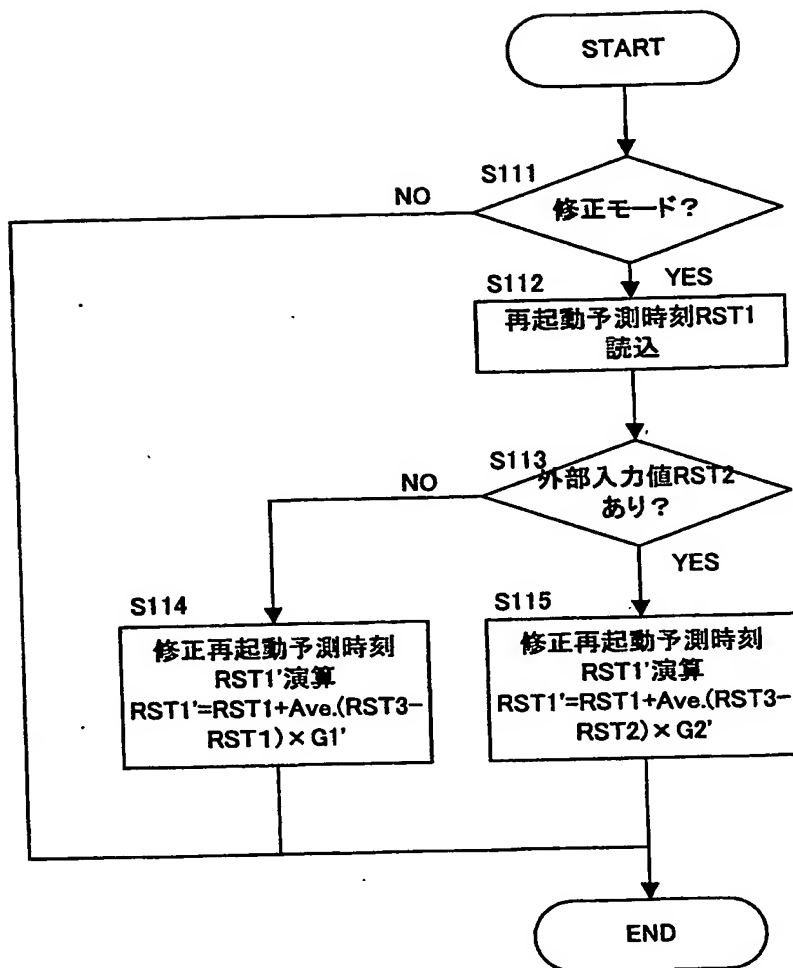 START
S111
NO
修正モード?
S112
YES
再起動予測時刻RST1
読込
S113
NO
外部入力値RST2
あり?
YES
S114
修正再起動予測時刻
RST1'演算
RST1'=RST1+Ave.(RST3-
RST1)×G1'
S115
修正再起動予測時刻
RST1'演算
RST1'=RST1+Ave.(RST3-
RST2)×G2'
END